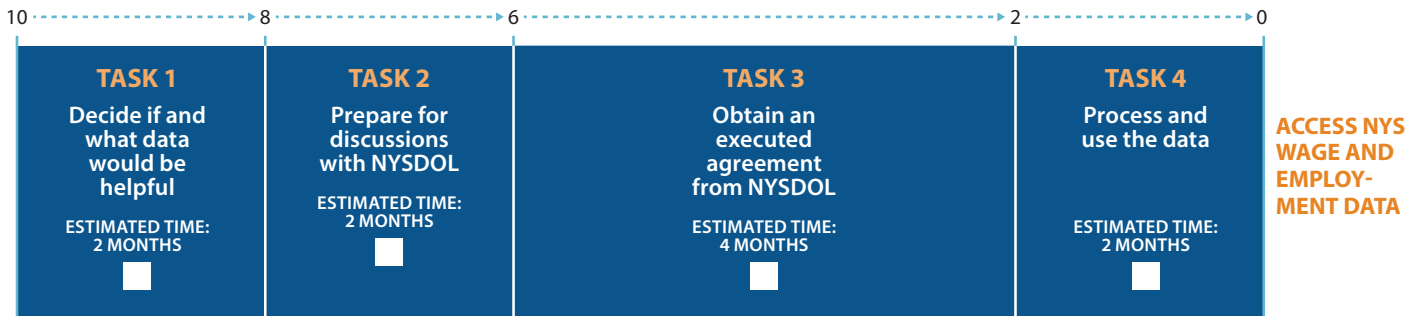 10 8 6 2 0
TASK 1
Decide if and
what data
would be
helpful
ESTIMATED TIME:
2 MONTHS
TASK 2
Prepare for
discussions
with NYSDOL
ESTIMATED TIME:
2 MONTHS
TASK 3
Obtain an
executed
agreement
from NYSDOL
ESTIMATED TIME:
4 MONTHS
TASK 4
Process and
use the data
ESTIMATED TIME:
2 MONTHS
ACCESS NYS
WAGE AND
EMPLOY-
MENT DATA